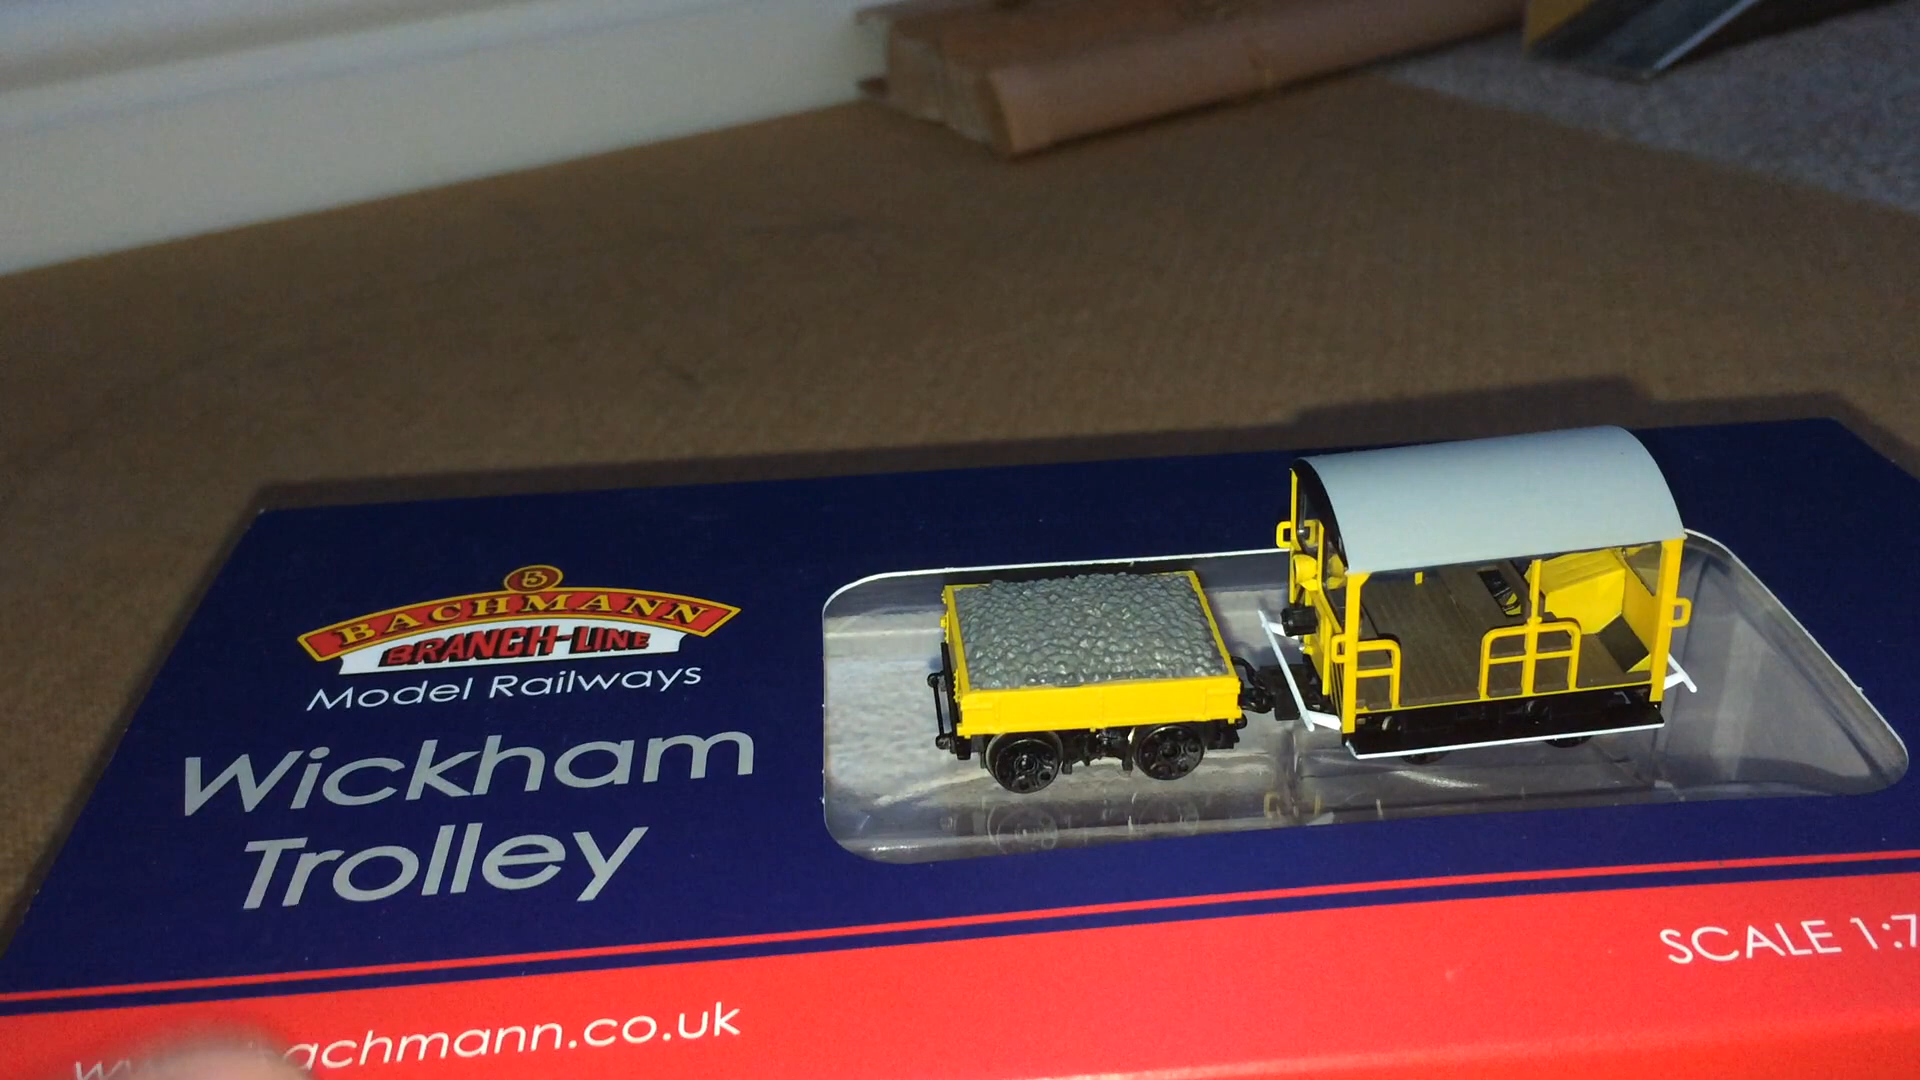 BACHMANN
BRANCH-LINE
Model Railways
Wickham
Trolley
SCALE 1:7
achmann.co.uk